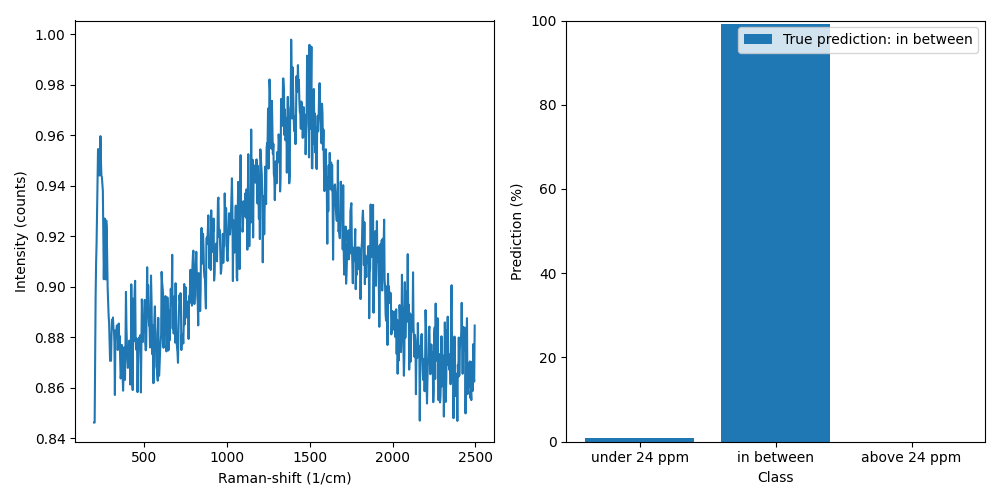 1.00
0.98
0.96
0.94
0.92
0.90
0.88
0.86
0.84
Intensity (counts)
500 1000 1500 2000 2500
Raman-shift (1/cm)
100
80
60
40
20
0
Prediction (%)
True prediction: in between
under 24 ppm in between above 24 ppm
Class